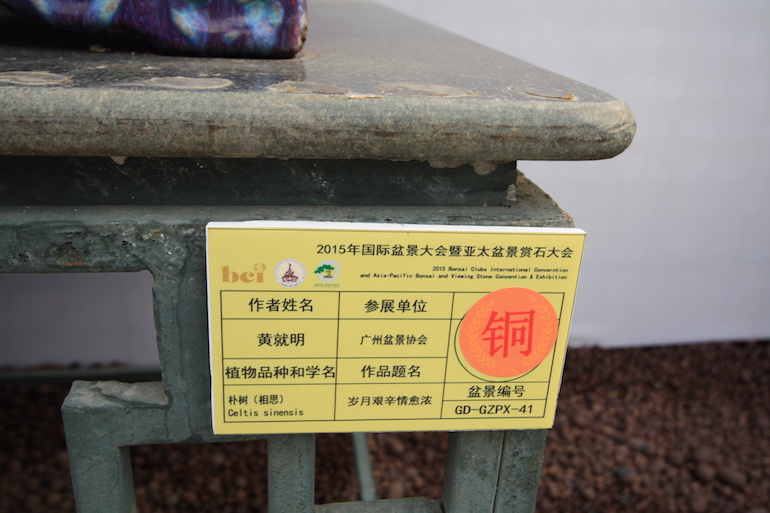 2015年国际盆景大会暨亚太盆景赏石大会
bci
2015 Bonsai Clubs International Gonverntion
and Asia-Pacific Bonsai and Viewing Stone Convention & Exhibition
作者姓名
参展单位
黄就明
广州盆景协会
铜
植物品种和学名
作品题名
盆景编号
朴树（相思）
Celtis sinensis
岁月艰辛情愈浓
GD-GZPX-41